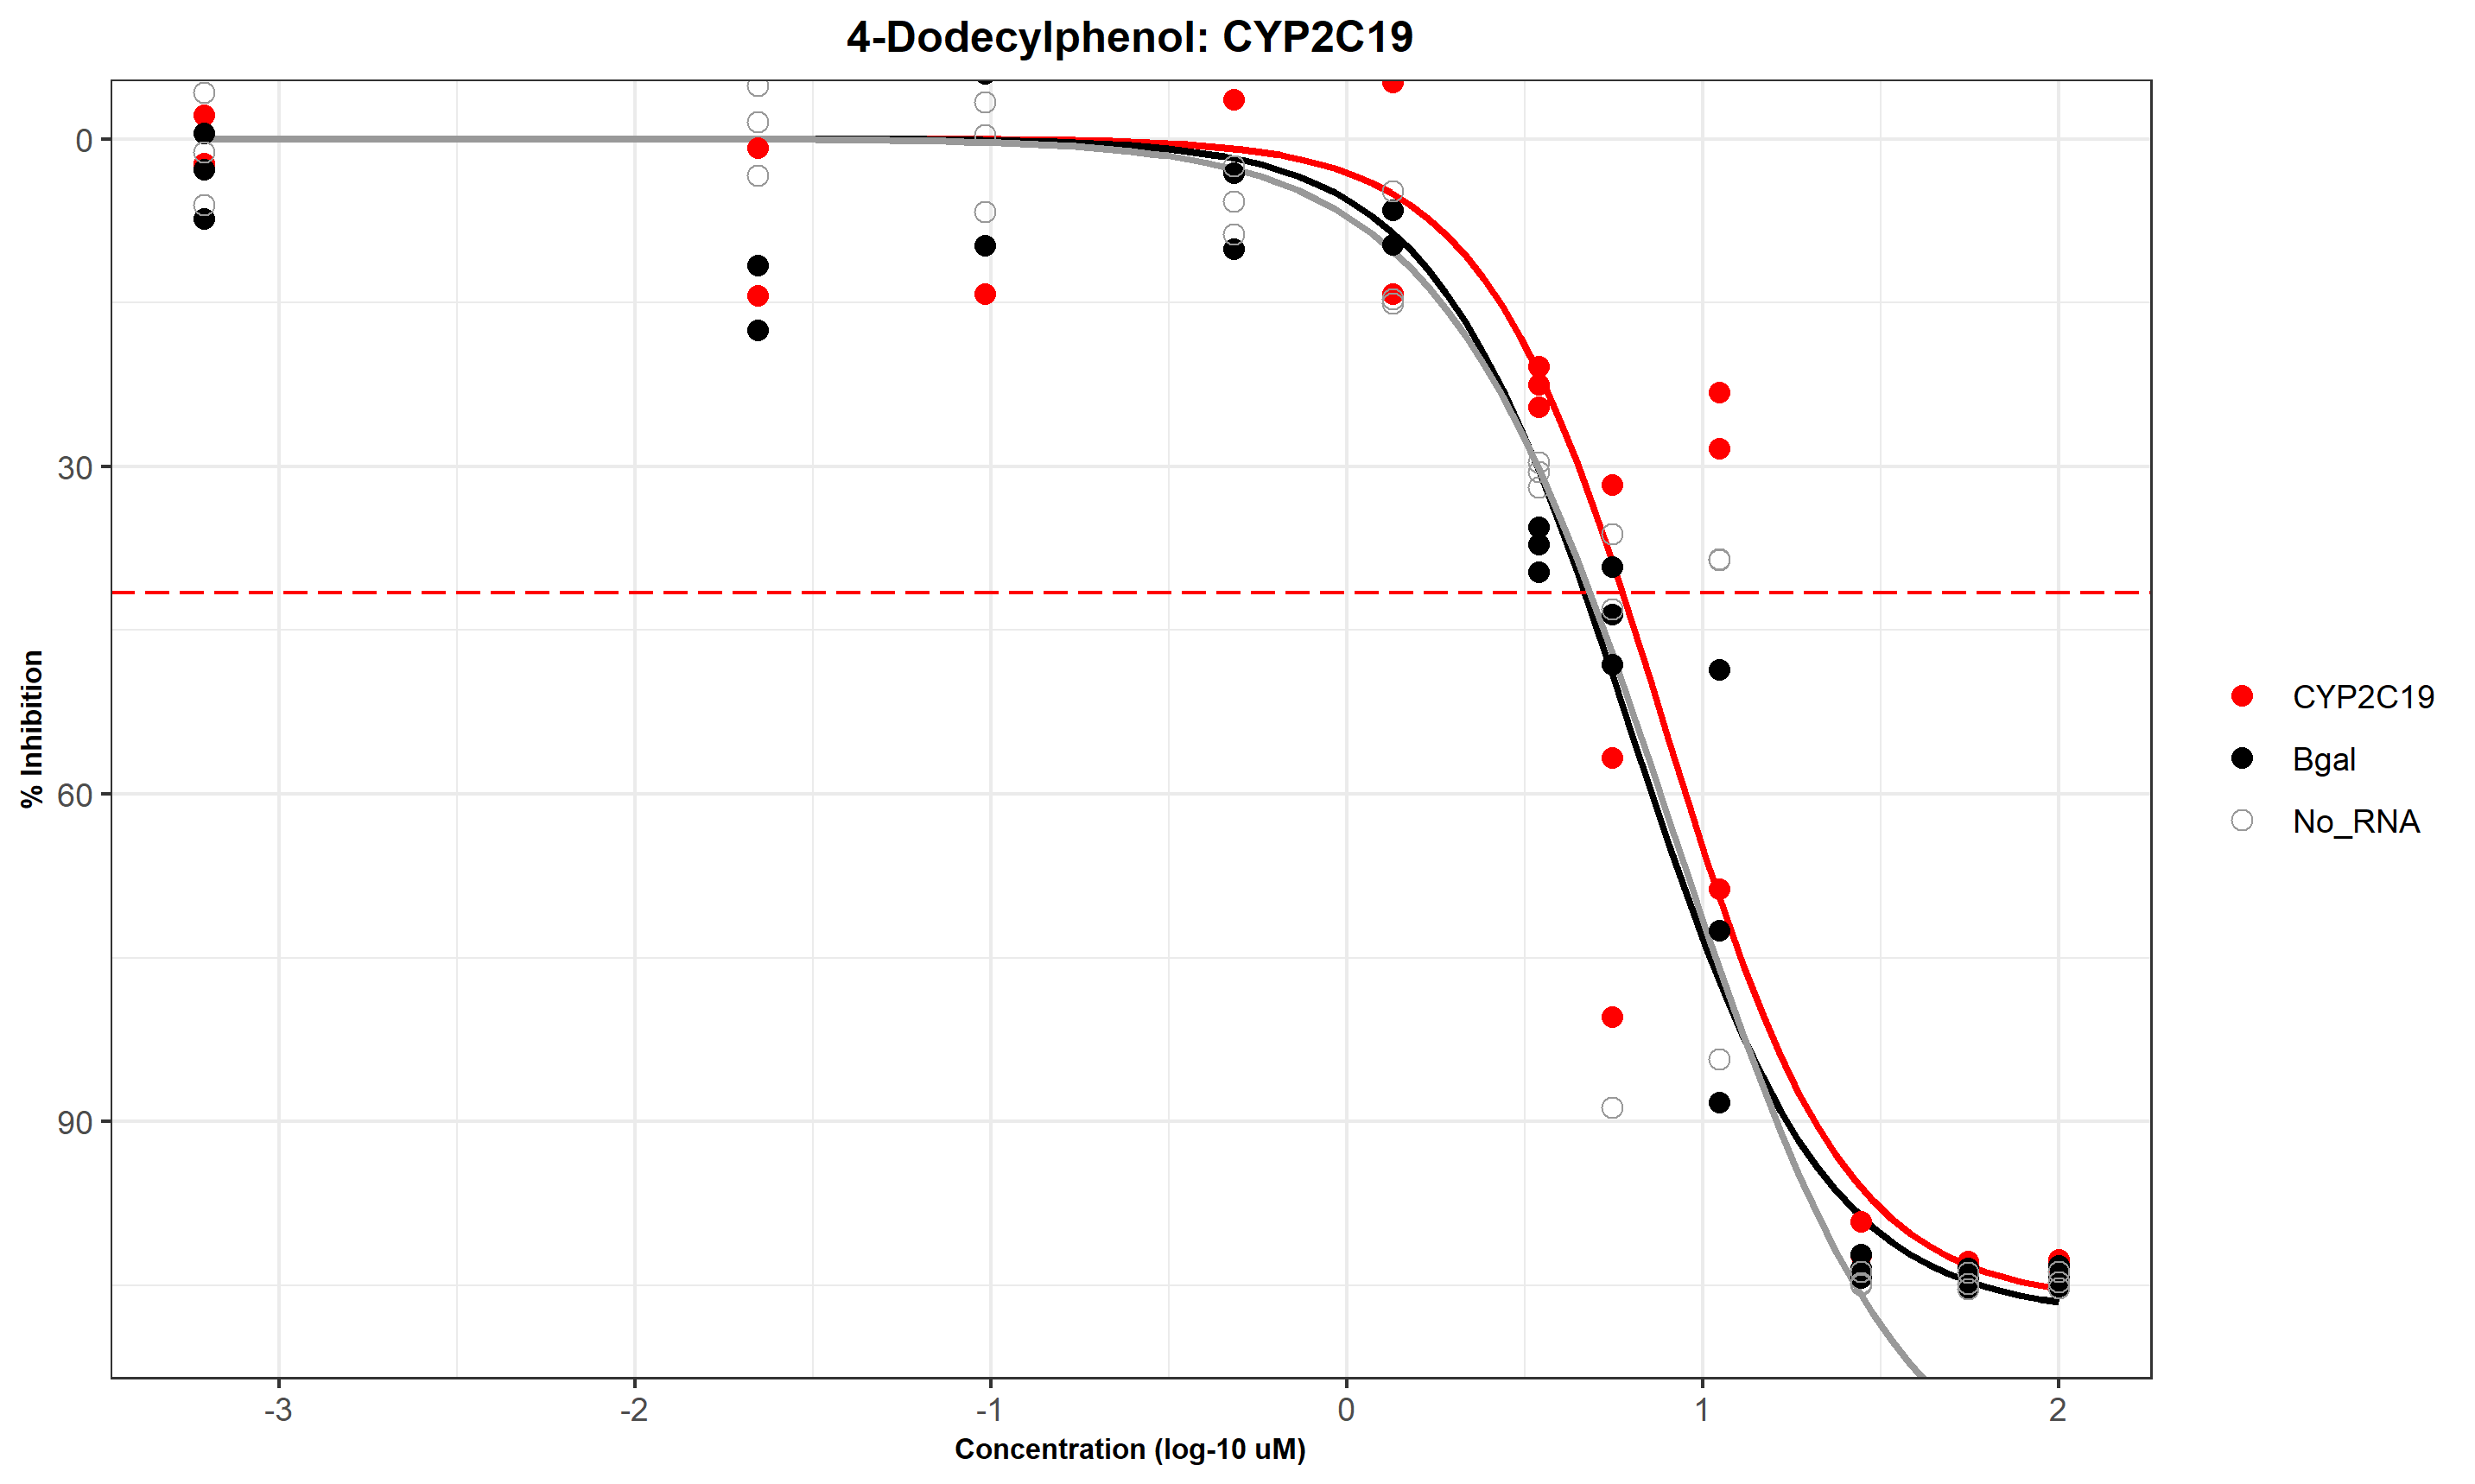 4-Dodecylphenol: CYP2C19
0
30
60
90
% Inhibition
-3
-2
-1
0
1
2
Concentration (log-10 uM)
CYP2C19
Bgal
No_RNA